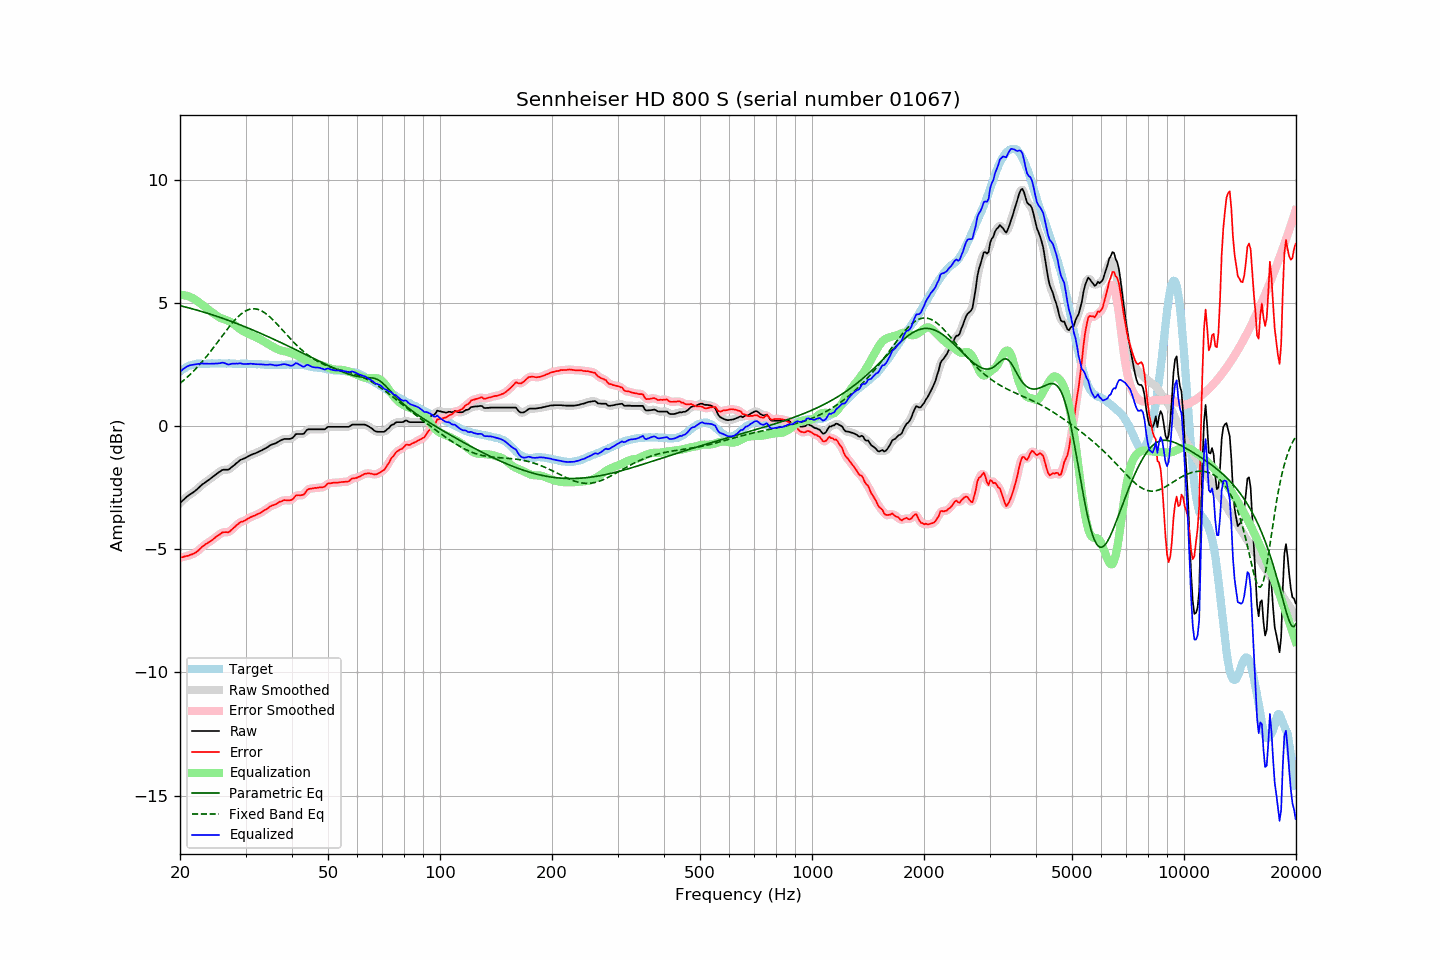 Sennheiser HD 800 S (serial number 01067)
Amplitude (dBr)
10
5
0
−5
−10
−15
Target
Raw Smoothed
Error Smoothed
Raw
Error
Equalization
Parametric Eq
Fixed Band Eq
Equalized
20 50 100 200 500 1000 2000 5000 10000 20000
Frequency (Hz)